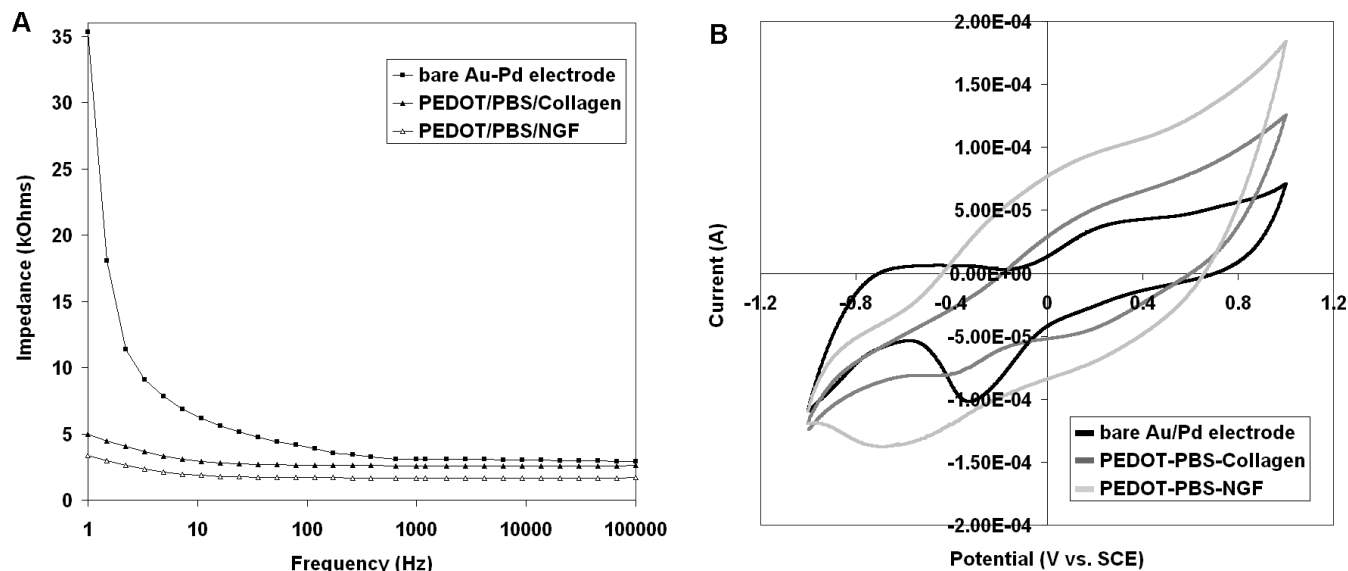 A
35
30
25
20
15
10
5
0
Impedance (kOhms)
bare Au-Pd electrode
PEDOT/PBS/Collagen
PEDOT/PBS/NGF
1 10 100 1000 10000 100000
Frequency (Hz)
B
2.00E-04
1.50E-04
1.00E-04
5.00E-05
0.00E+00
-5.00E-05
-1.00E-04
-1.50E-04
-2.00E-04
Current (A)
-1.2 -0.8 -0.4 0 0.4 0.8 1.2
bare Au/Pd electrode
PEDOT-PBS-Collagen
PEDOT-PBS-NGF
Potential (V vs. SCE)